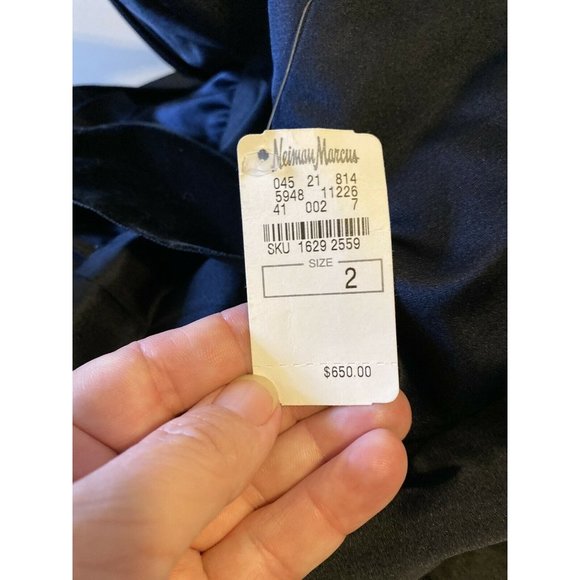 Neiman Marcus
045 21 814
5948 11226
41 002 7
SKU 1629 2559
SIZE
2
$650.00